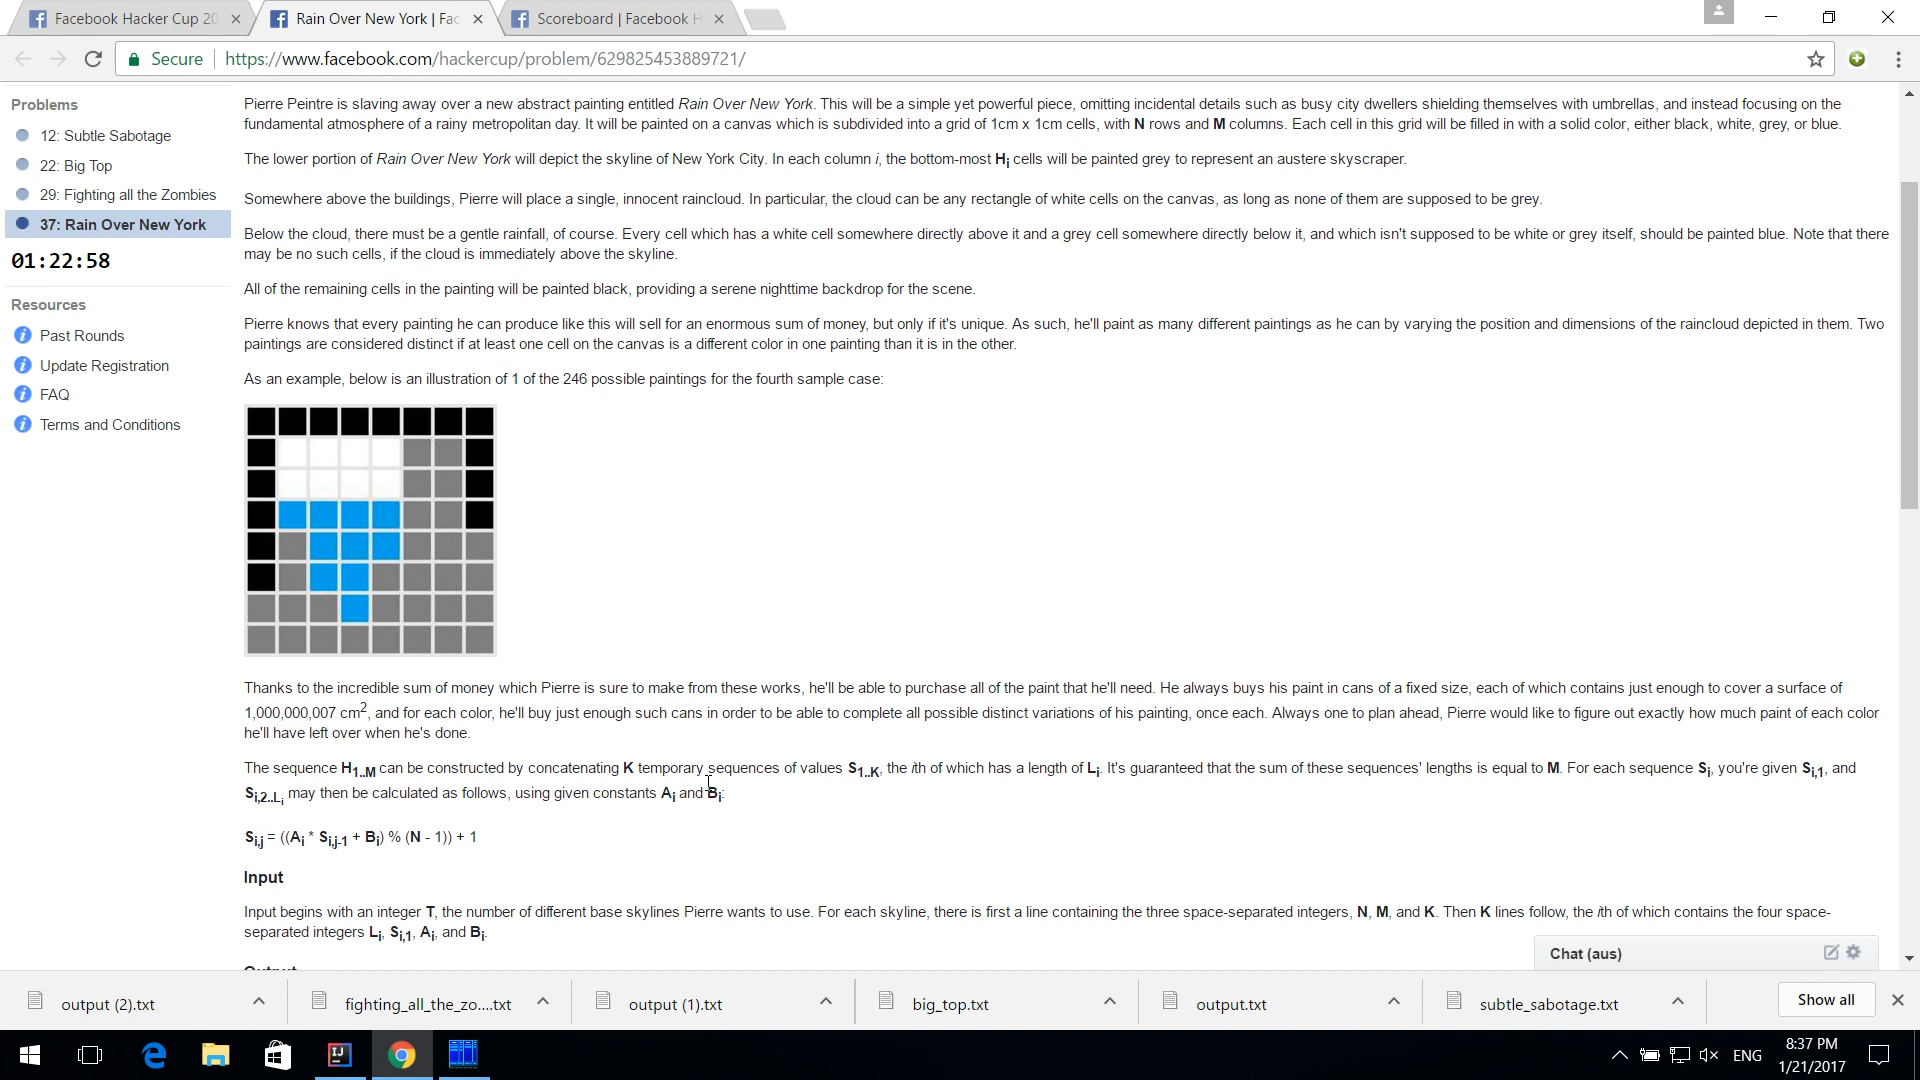 Facebook Hacker Cup 20
Rain Over New York | Fac
Scoreboard | Facebook H
Secure
https://www.facebook.com/hackercup/problem/629825453889721/
Problems
12: Subtle Sabotage
22: Big Top
29: Fighting all the Zombies
37: Rain Over New York
01:22:58
Resources
Past Rounds
Update Registration
FAQ
Terms and Conditions
Pierre Peintre is slaving away over a new abstract painting entitled Rain Over New York. This will be a simple yet powerful piece, omitting incidental details such as busy city dwellers shielding themselves with umbrellas, and instead focusing on the
fundamental atmosphere of a rainy metropolitan day. It will be painted on a canvas which is subdivided into a grid of 1cm x 1cm cells, with N rows and M columns. Each cell in this grid will be filled in with a solid color, either black, white, grey, or blue.
The lower portion of Rain Over New York will depict the skyline of New York City. In each column i, the bottom-most Hi cells will be painted grey to represent an austere skyscraper.
Somewhere above the buildings, Pierre will place a single, innocent raincloud. In particular, the cloud can be any rectangle of white cells on the canvas, as long as none of them are supposed to be grey.
Below the cloud, there must be a gentle rainfall, of course. Every cell which has a white cell somewhere directly above it and a grey cell somewhere directly below it, and which isn't supposed to be white or grey itself, should be painted blue. Note that there
may be no such cells, if the cloud is immediately above the skyline.
All of the remaining cells in the painting will be painted black, providing a serene nighttime backdrop for the scene.
Pierre knows that every painting he can produce like this will sell for an enormous sum of money, but only if it's unique. As such, he'll paint as many different paintings as he can by varying the position and dimensions of the raincloud depicted in them. Two
paintings are considered distinct if at least one cell on the canvas is a different color in one painting than it is in the other.
As an example, below is an illustration of 1 of the 246 possible paintings for the fourth sample case:
Thanks to the incredible sum of money which Pierre is sure to make from these works, he'll be able to purchase all of the paint that he'll need. He always buys his paint in cans of a fixed size, each of which contains just enough to cover a surface of
1,000,000,007 cm2, and for each color, he'll buy just enough such cans in order to be able to complete all possible distinct variations of his painting, once each. Always one to plan ahead, Pierre would like to figure out exactly how much paint of each color
he'll have left over when he's done.
The sequence H1..M can be constructed by concatenating K temporary sequences of values S1..K, the ith of which has a length of Li. It's guaranteed that the sum of these sequences' lengths is equal to M. For each sequence Si, you're given Si,1, and
Si,2..Li may then be calculated as follows, using given constants Ai and Bi:
Si,j = ((Ai * Si,j-1 + Bi) % (N - 1)) + 1
Input
Input begins with an integer T, the number of different base skylines Pierre wants to use. For each skyline, there is first a line containing the three space-separated integers, N, M, and K. Then K lines follow, the ith of which contains the four space-
separated integers Li, Si,1, Ai, and Bi.
Output
Chat (aus)
output (2).txt
fighting_all_the_zo....txt
output (1).txt
big_top.txt
output.txt
subtle_sabotage.txt
Show all
IJ
ENG
8:37 PM
1/21/2017